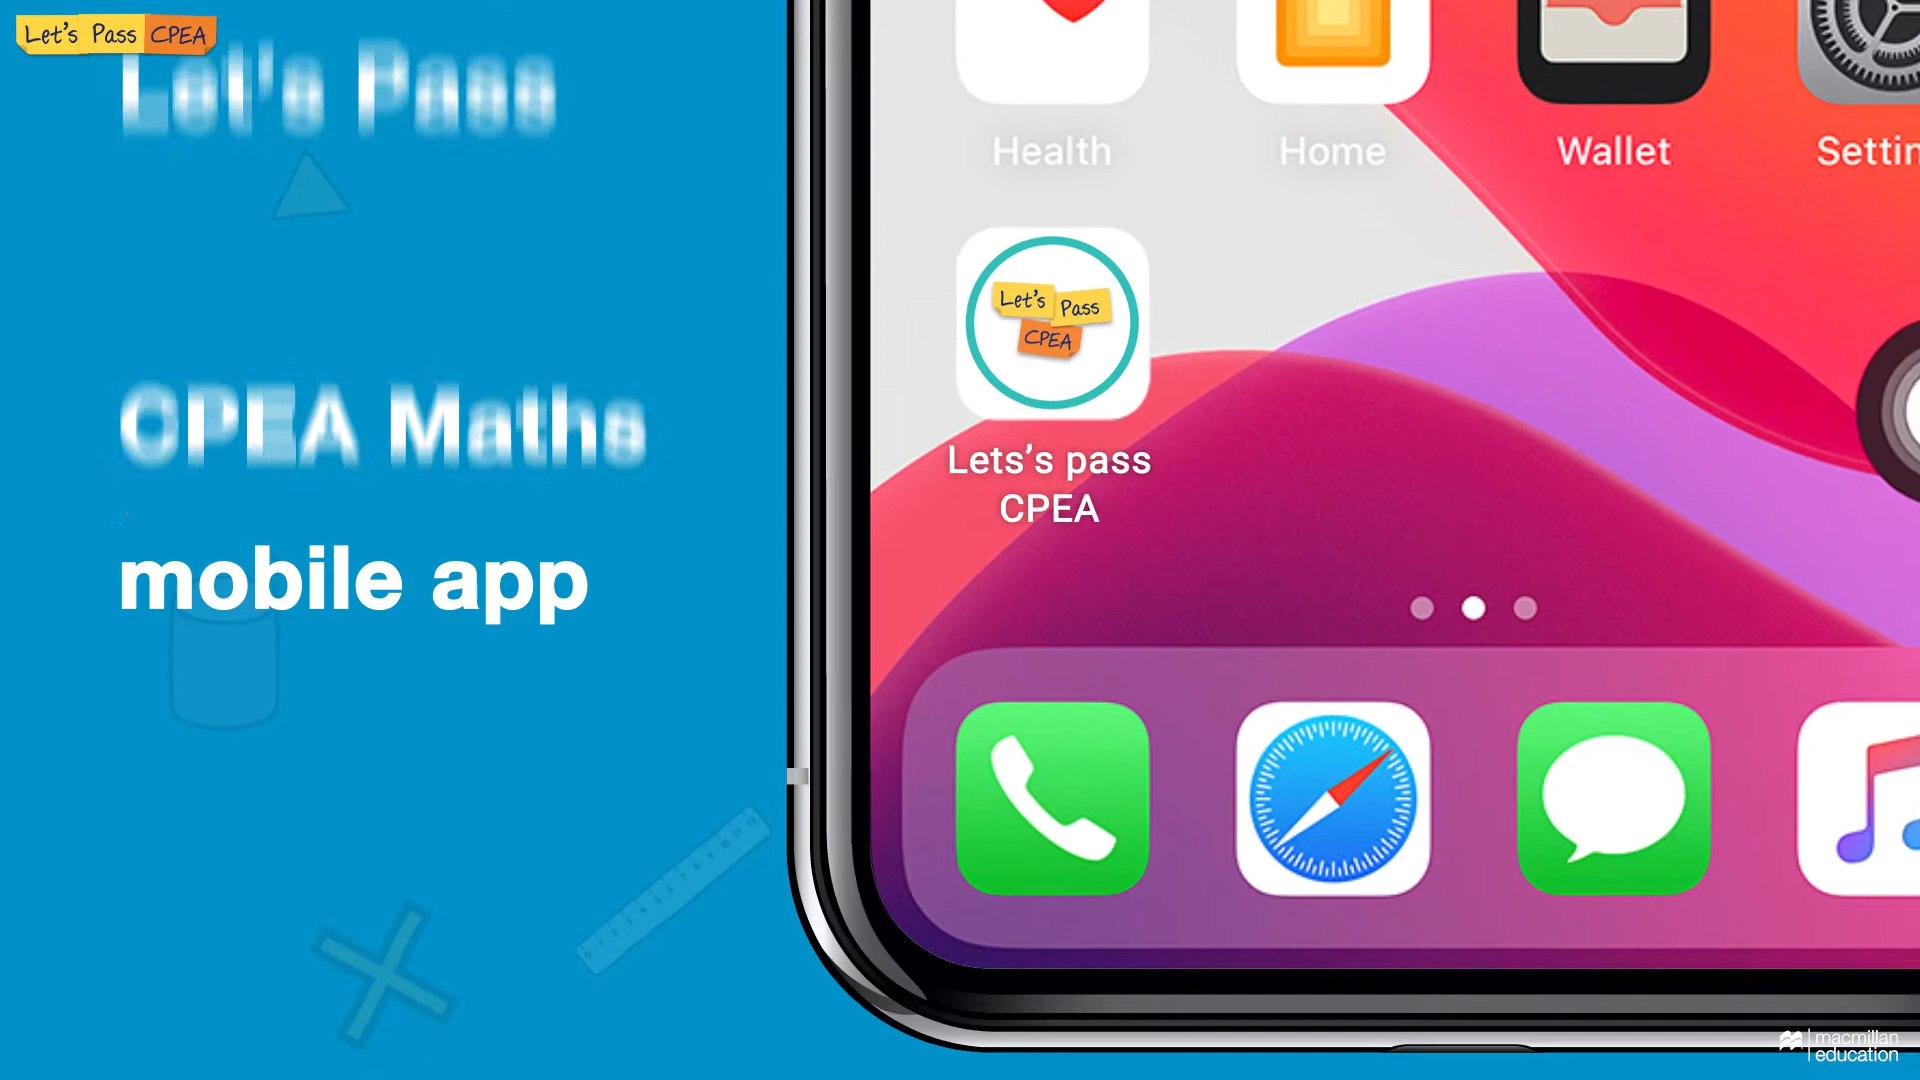 Let's Pass CPEA
Let's Pass
CPEA Maths
mobile app
Health
Home
Wallet
Settin
Let's Pass
CPEA
Lets's pass
CPEA
macmillan
education